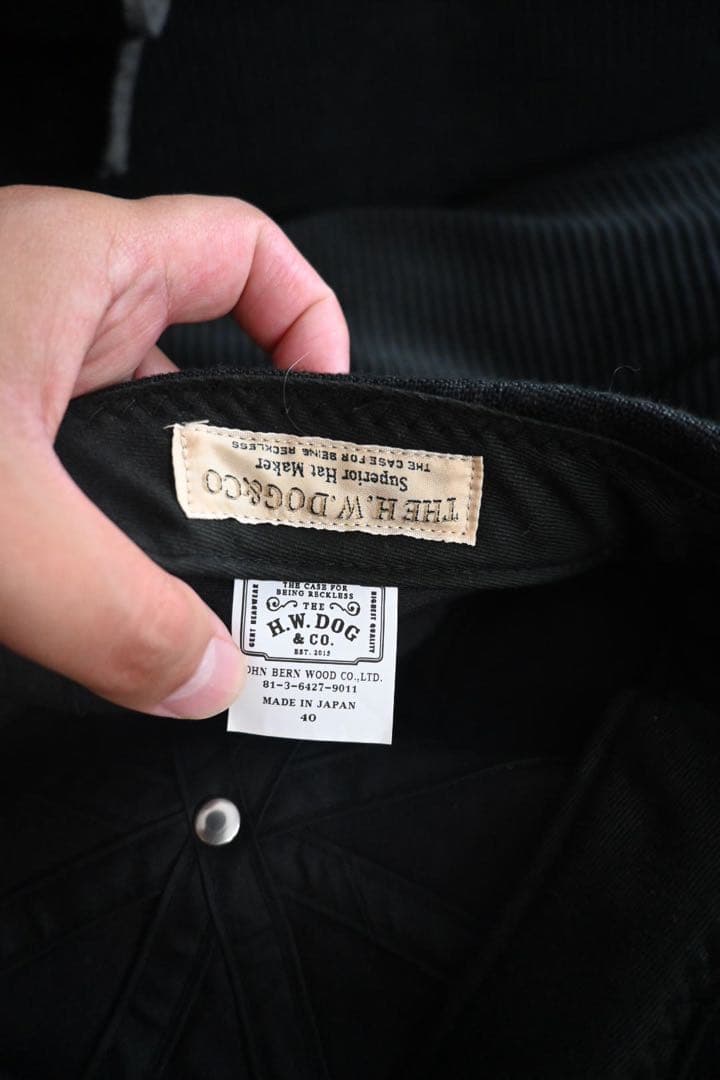 THE H.W.DOG&CO
Superior Hat Maker
THE CASE FOR BEING RECKLESS
THE CASE FOR
BEING RECKLESS
GENT HEADWEAR
HIGHEST QUALITY
THE
H.W. DOG
& CO.
EST. 2015
OHN BERN WOOD CO.,LTD.
81-3-6427-9011
MADE IN JAPAN
40